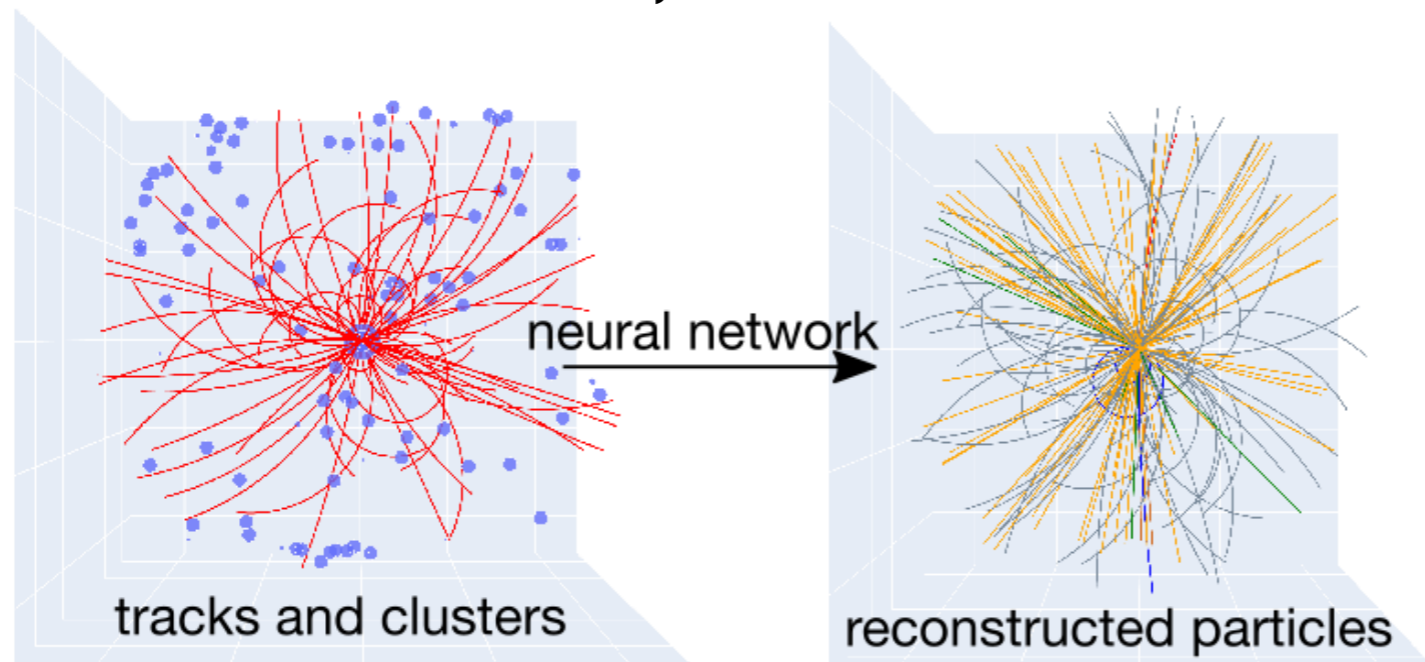 neural network
tracks and clusters
reconstructed particles